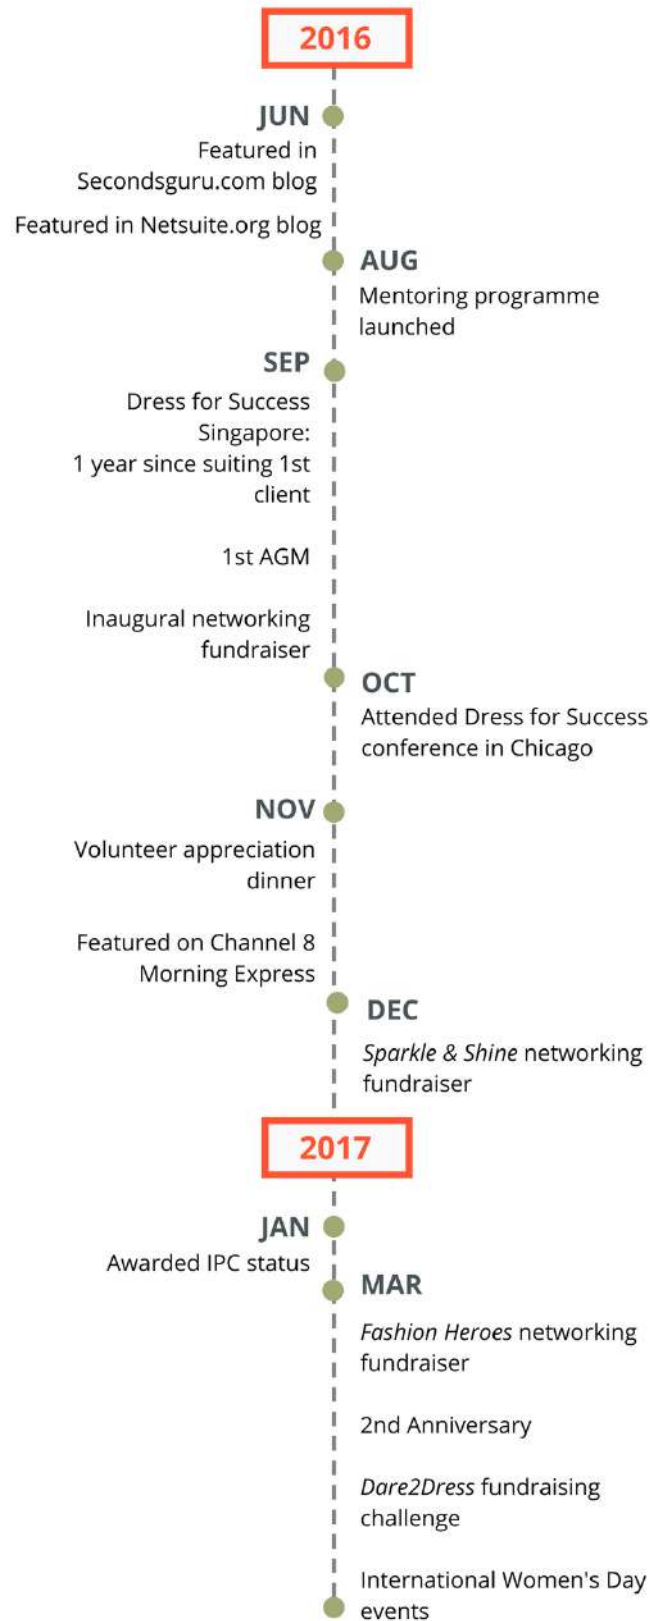 2016
JUN
Featured in
Secondsguru.com blog
Featured in Netsuite.org blog
AUG
Mentoring programme
launched
SEP
Dress for Success
Singapore:
1 year since suiting 1st
client
1st AGM
Inaugural networking
fundraiser
OCT
Attended Dress for Success
conference in Chicago
NOV
Volunteer appreciation
dinner
Featured on Channel 8
Morning Express
DEC
Sparkle & Shine networking
fundraiser
2017
JAN
Awarded IPC status
MAR
Fashion Heroes networking
fundraiser
2nd Anniversary
Dare2Dress fundraising
challenge
International Women's Day
events